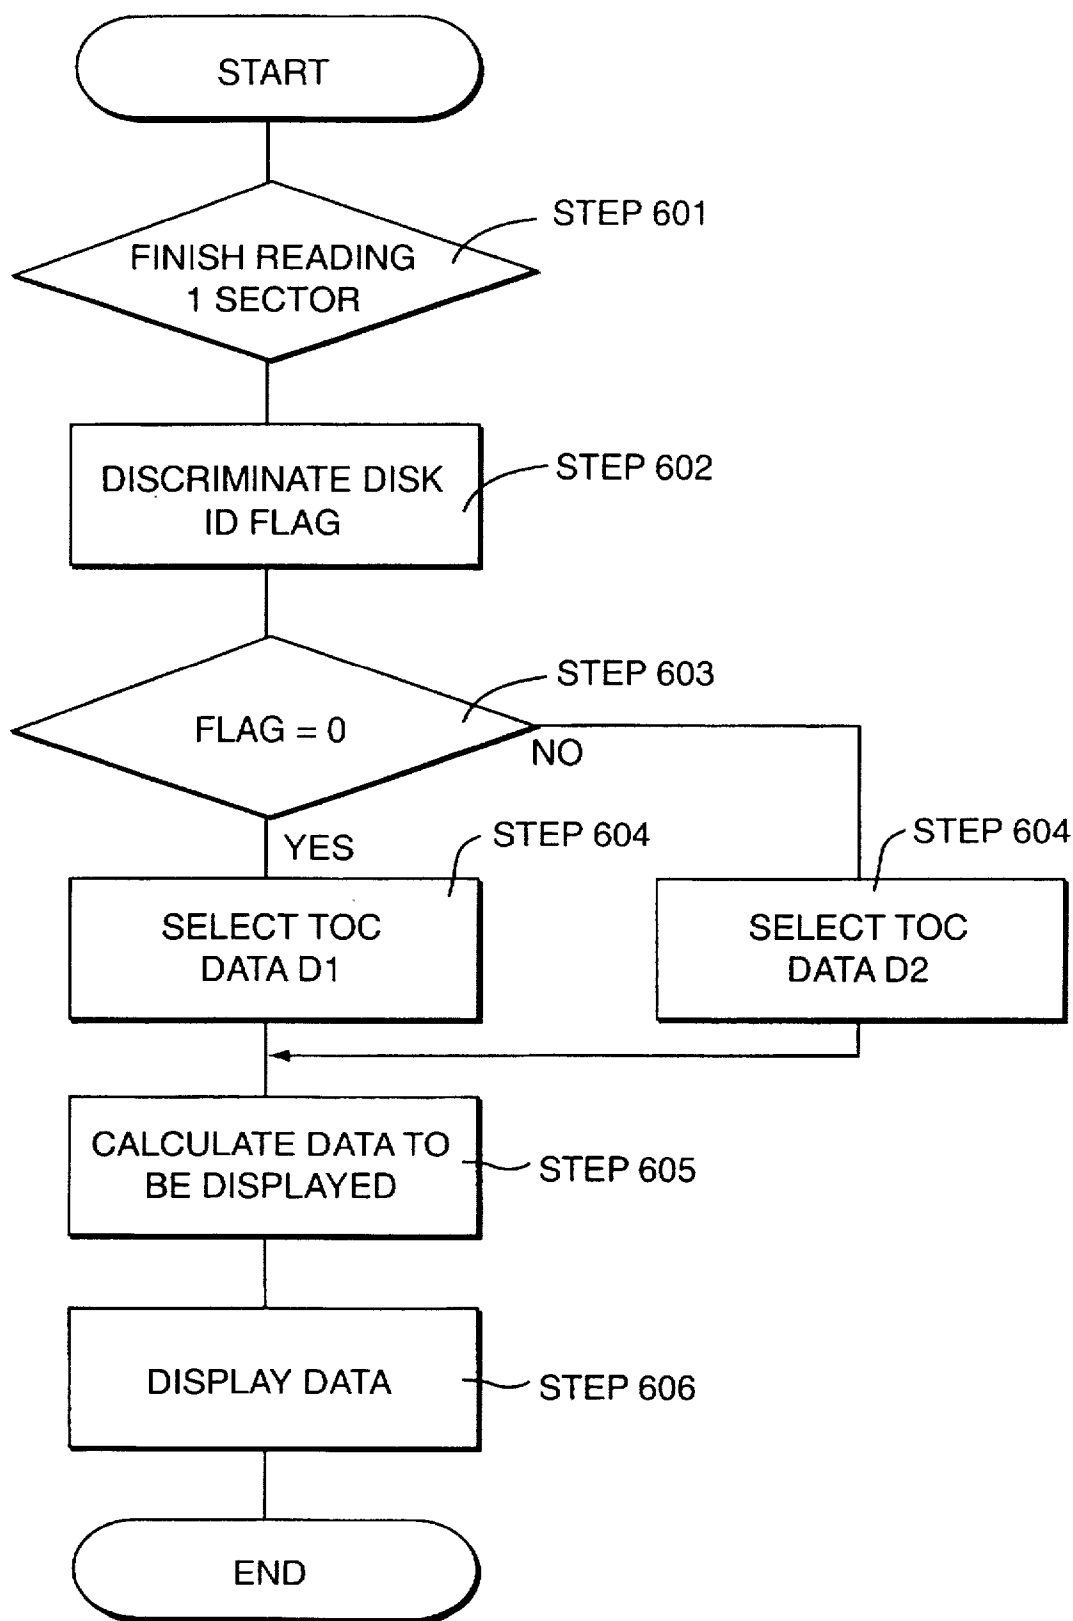 START
STEP 601
FINISH READING
1 SECTOR
STEP 602
DISCRIMINATE DISK
ID FLAG
STEP 603
FLAG = 0
NO
YES
STEP 604
STEP 604
SELECT TOC
DATA D1
SELECT TOC
DATA D2
CALCULATE DATA TO
BE DISPLAYED
STEP 605
DISPLAY DATA
STEP 606
END